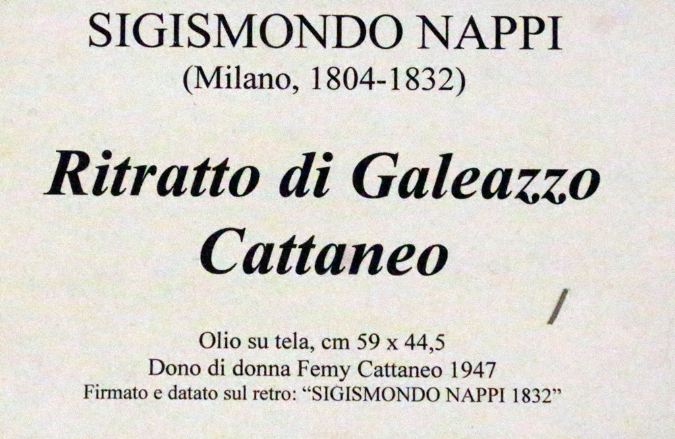 SIGISMONDO NAPPI
(Milano, 1804-1832)
Ritratto di Galeazzo
Cattaneo
Olio su tela, cm 59 x 44,5
Dono di donna Femy Cattaneo 1947
Firmato e datato sul retro: “SIGISMONDO NAPPI 1832”